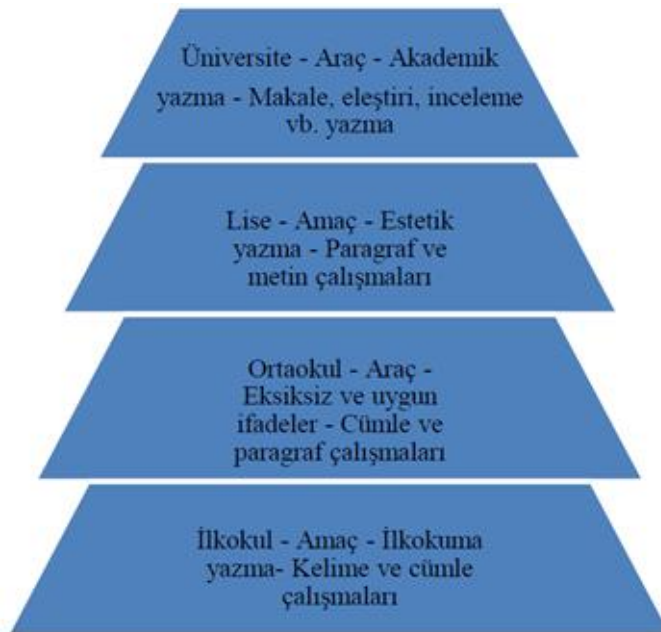 Üniversite - Araç - Akademik
yazma - Makale, eleştiri, inceleme
vb. yazma
Lise - Amaç - Estetik
yazma - Paragraf ve
metin çalışmaları
Ortaokul - Araç -
Eksiksiz ve uygun
ifadeler - Cümle ve
paragraf çalışmaları
İlkokul - Amaç - İlkokuma
yazma- Kelime ve cümle
çalışmaları